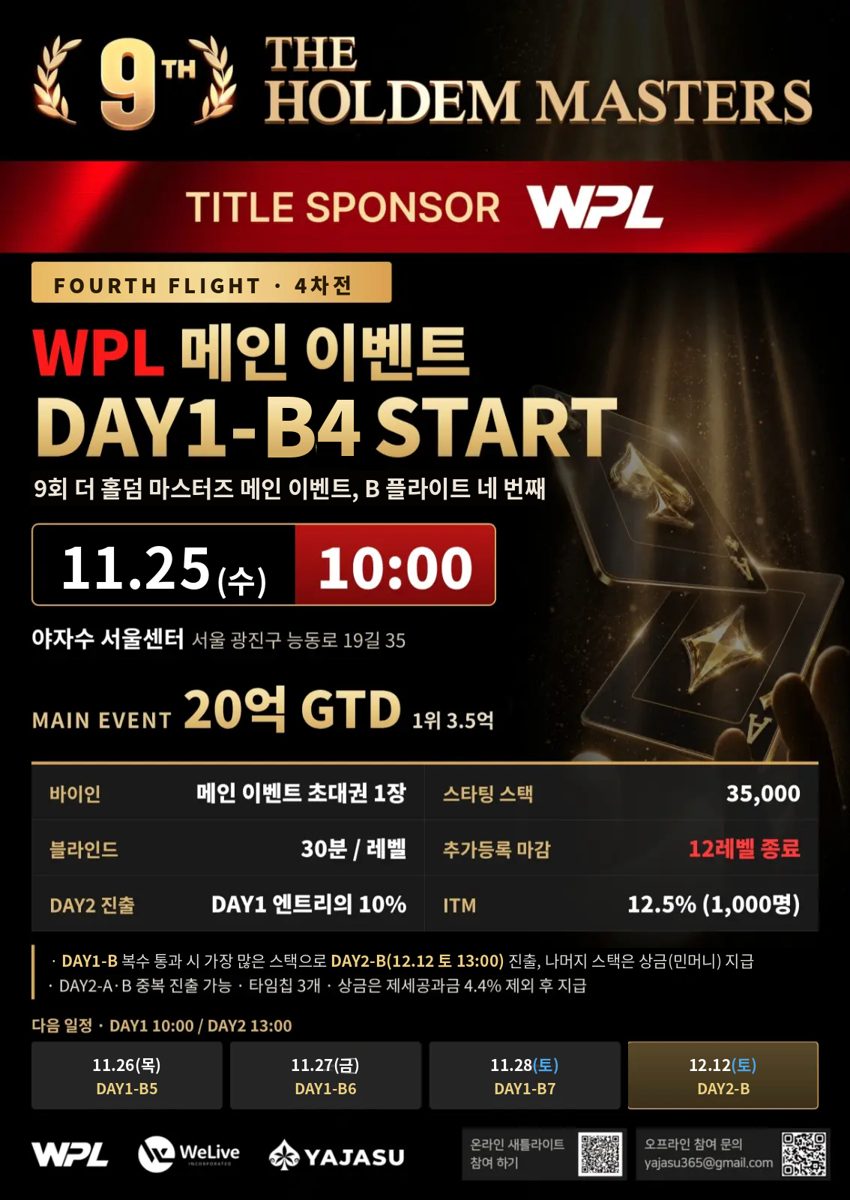 9TH
THE
HOLDEM MASTERS
TITLE SPONSOR WPL
FOURTH FLIGHT · 4차전
WPL 메인 이벤트
DAY1-B4 START
9회 더 홀덤 마스터즈 메인 이벤트, B 플라이트 네 번째
11.25(수) 10:00
야자수 서울센터 서울 광진구 능동로 19길 35
MAIN EVENT 20억 GTD 1위 3.5억
바이인 메인 이벤트 초대권 1장 스타팅 스택 35,000
블라인드 30분 / 레벨 추가등록 마감 12레벨 종료
DAY2 진출 DAY1 엔트리의 10% ITM 12.5% (1,000명)
· DAY1-B 복수 통과 시 가장 많은 스택으로 DAY2-B(12.12 토 13:00) 진출, 나머지 스택은 상금(민머니) 지급
· DAY2-A·B 중복 진출 가능 · 타임칩 3개 · 상금은 제세공과금 4.4% 제외 후 지급
다음 일정 · DAY1 10:00 / DAY2 13:00
11.26(목) 11.27(금) 11.28(토) 12.12(토)
DAY1-B5 DAY1-B6 DAY1-B7 DAY2-B
WPL WeLive INCORPORATED YAJASU
온라인 새틀라이트
참여 하기
오프라인 참여 문의
yajasu365@gmail.com